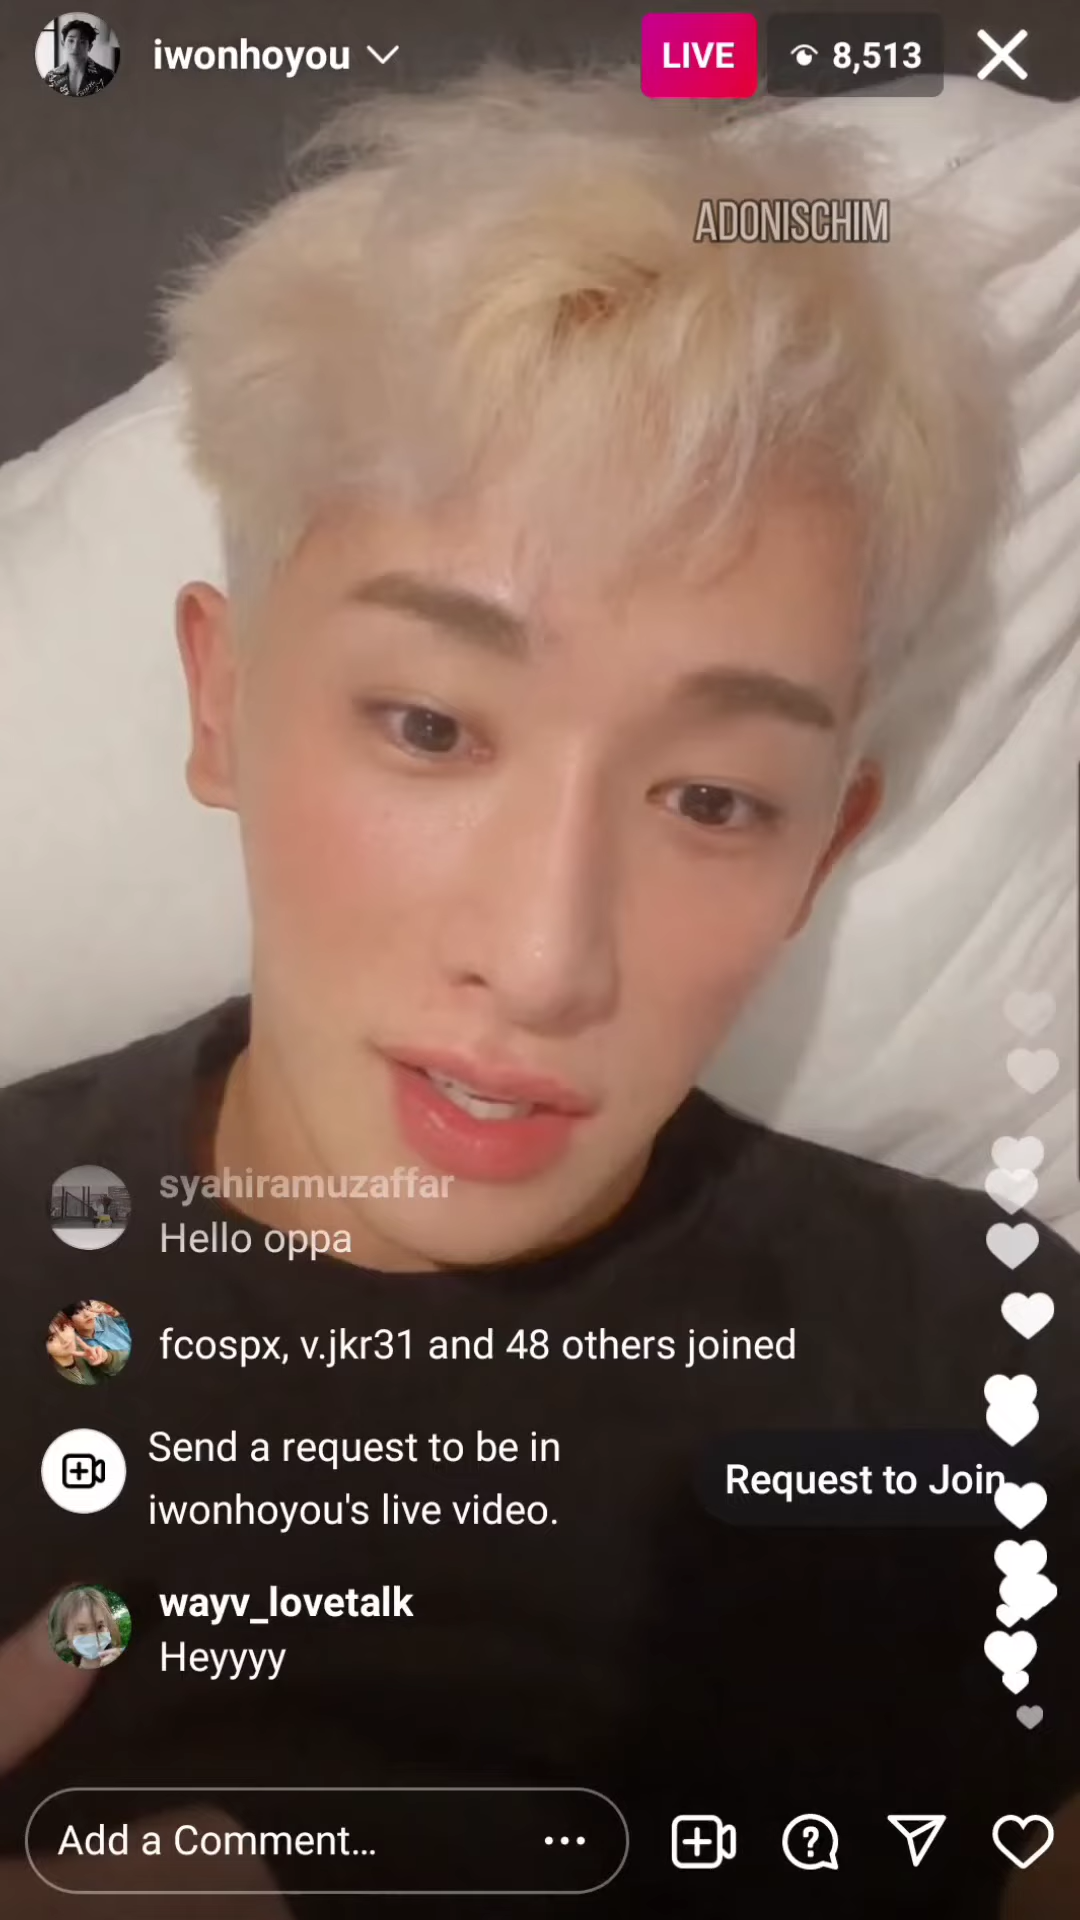 iwonhoyou
LIVE
8,513
ADONISCHIM
syahiramuzaffar
Hello oppa
fcospx, v.jkr31 and 48 others joined
Send a request to be in
iwonhoyou's live video.
Request to Join
wayv_lovetalk
Heyyyy
Add a Comment...